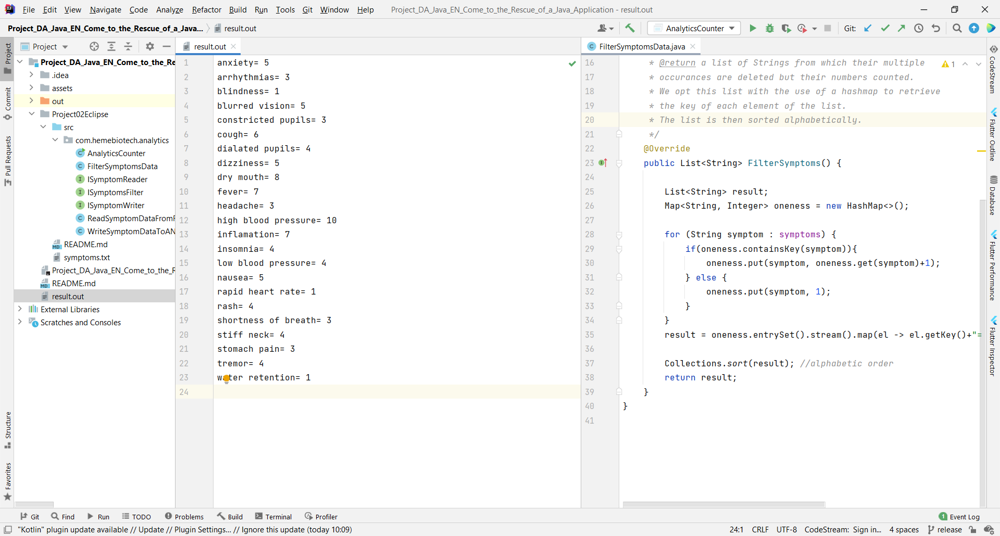 File Edit View Navigate Code Analyze Refactor Build Run Tools Git Window Help Project_DA_Java_EN_Come_to_the_Rescue_of_a_Java_Application - result.out
Project_DA_Java_EN_Come_to_the_Rescue_of_a_Java... result.out AnalyticsCounter Git:
Project
Commit
Pull Requests
Structure
Favorites
Project
Project_DA_Java_EN_Come_to_the_Re
.idea
assets
out
Project02Eclipse
src
com.hemebiotech.analytics
AnalyticsCounter
FilterSymptomsData
ISymptomReader
ISymptomsFilter
ISymptomWriter
ReadSymptomDataFromF
WriteSymptomDataToAN
README.md
symptoms.txt
Project_DA_Java_EN_Come_to_the_R
README.md
result.out
External Libraries
Scratches and Consoles
result.out
1 anxiety= 5
2 arrhythmias= 3
3 blindness= 1
4 blurred vision= 5
5 constricted pupils= 3
6 cough= 6
7 dialated pupils= 4
8 dizziness= 5
9 dry mouth= 8
10 fever= 7
11 headache= 3
12 high blood pressure= 10
13 inflamation= 7
14 insomnia= 4
15 low blood pressure= 4
16 nausea= 5
17 rapid heart rate= 1
18 rash= 4
19 shortness of breath= 3
20 stiff neck= 4
21 stomach pain= 3
22 tremor= 4
23 water retention= 1
24
FilterSymptomsData.java
1
16 * @return a list of Strings from which their multiple
17 * occurances are deleted but their numbers counted.
18 * We opt this list with the use of a hashmap to retrieve
19 * the key of each element of the list.
20 * The list is then sorted alphabetically.
21 */
22 @Override
23 public List<String> FilterSymptoms() {
24
25 List<String> result;
26 Map<String, Integer> oneness = new HashMap<>();
27
28 for (String symptom : symptoms) {
29 if(oneness.containsKey(symptom)){
30 oneness.put(symptom, oneness.get(symptom)+1);
31 } else {
32 oneness.put(symptom, 1);
33 }
34 }
35 result = oneness.entrySet().stream().map(el -> el.getKey()+"=
36
37 Collections.sort(result); //alphabetic order
38 return result;
39 }
40 }
41
CodeStream
Flutter Outline
Database
Flutter Performance
Flutter Inspector
Git Find Run TODO Problems Build Terminal Profiler 1 Event Log
"Kotlin" plugin update available // Update // Plugin Settings... // Ignore this update (today 10:09) 24:1 CRLF UTF-8 CodeStream: Sign in... 4 spaces release